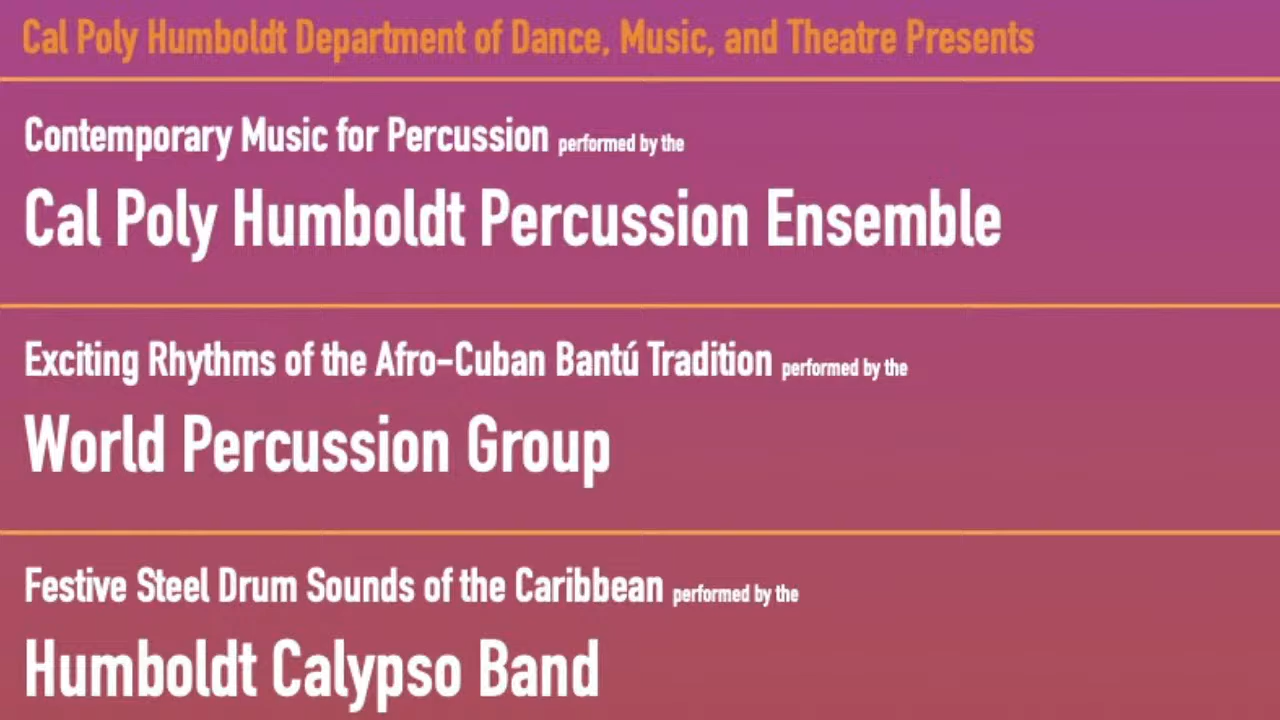 Cal Poly Humboldt Department of Dance, Music, and Theatre Presents
Contemporary Music for Percussion performed by the
Cal Poly Humboldt Percussion Ensemble
Exciting Rhythms of the Afro-Cuban Bantú Tradition performed by the
World Percussion Group
Festive Steel Drum Sounds of the Caribbean performed by the
Humboldt Calypso Band